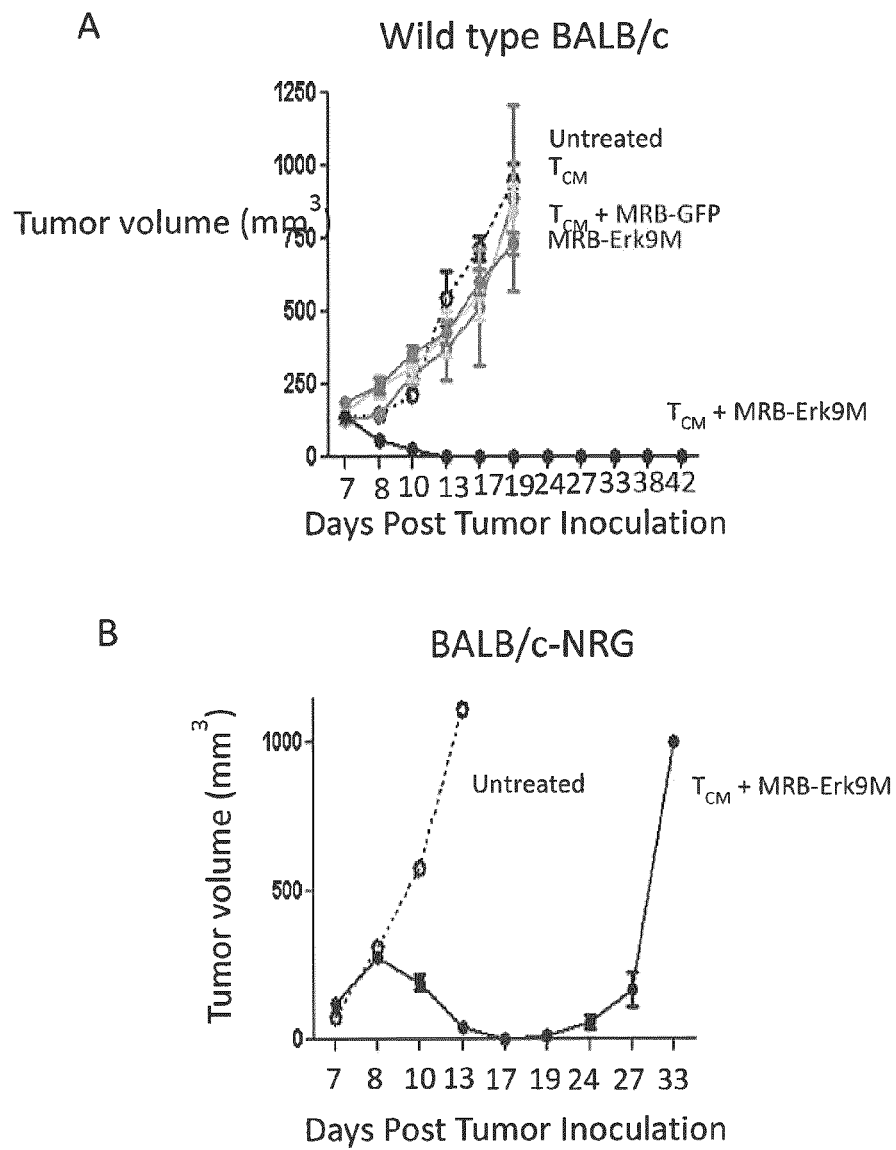 A
Wild type BALB/c
1250
1000
750
500
250
0
Tumor volume (mm3)
Untreated
TCM
TCM + MRB-GFP
MRB-Erk9M
TCM + MRB-Erk9M
7 8 10 13 17 19 24 27 33 38 42
Days Post Tumor Inoculation
B
BALB/c-NRG
Tumor volume (mm3)
1000
500
0
Untreated
TCM + MRB-Erk9M
7 8 10 13 17 19 24 27 33
Days Post Tumor Inoculation